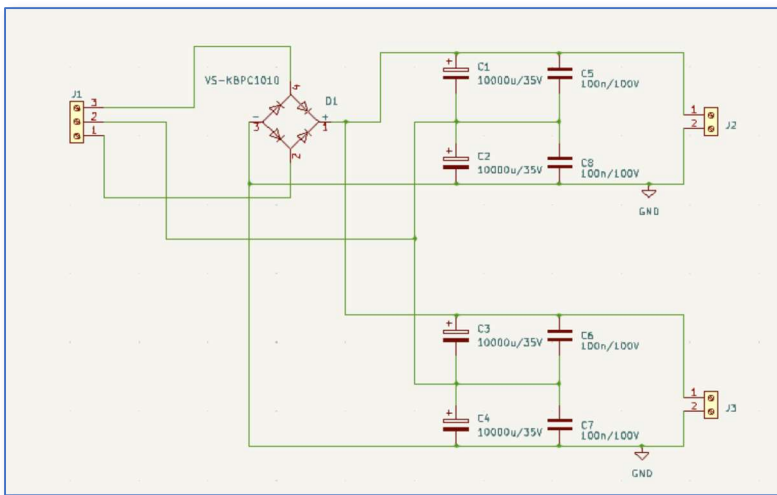 J1
3
2
1
VS-KBPC1010
4
D1
-
3
+
1
2
+
C1
10000u/35V
C5
100n/100V
+
C2
10000u/35V
C8
100n/100V
1
2
J2
GND
+
C3
10000u/35V
C6
100n/100V
+
C4
10000u/35V
C7
100n/100V
1
2
J3
GND